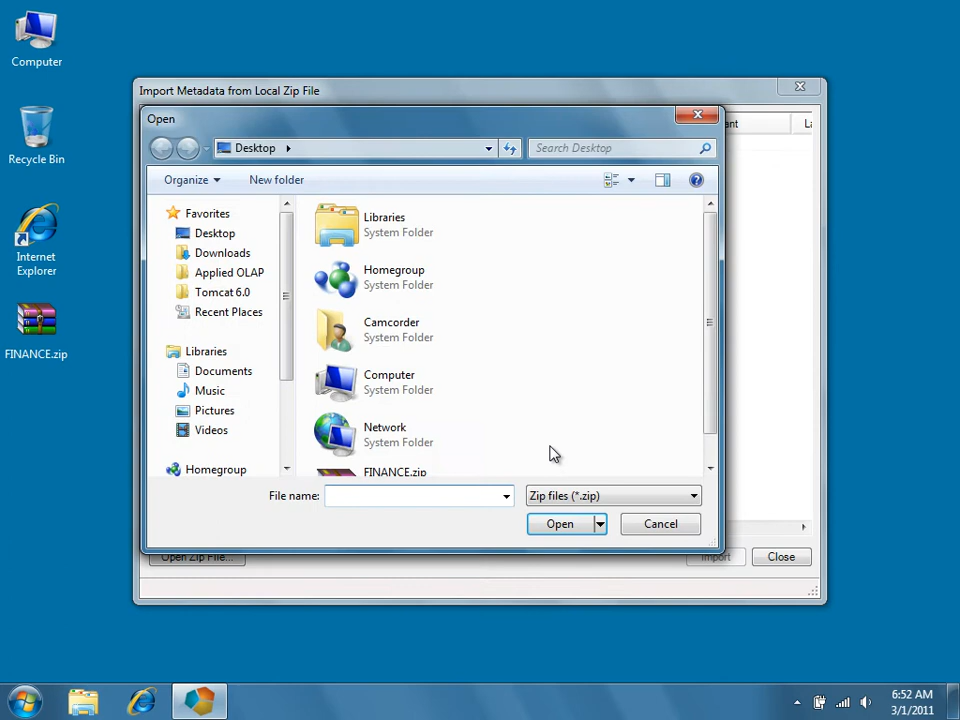 Computer
Recycle Bin
Internet
Explorer
FINANCE.zip
Import Metadata from Local Zip File
Open
Desktop
Search Desktop
Organize
New folder
Favorites
Desktop
Downloads
Applied OLAP
Tomcat 6.0
Recent Places
Libraries
Documents
Music
Pictures
Videos
Homegroup
Libraries
System Folder
Homegroup
System Folder
Camcorder
System Folder
Computer
System Folder
Network
System Folder
FINANCE.zip
File name:
Zip files (*.zip)
Open
Cancel
Open Zip File...
Import
Close
6:52 AM
3/1/2011